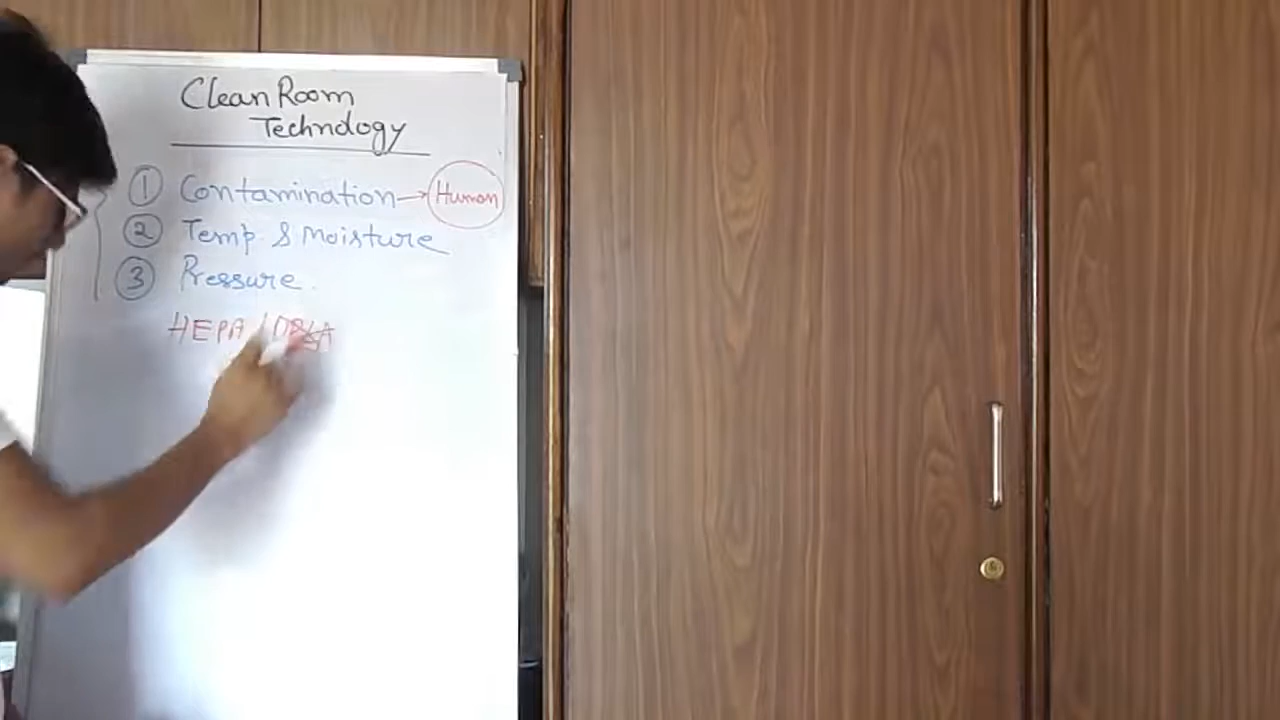 Clean Room
Technology
① Contamination → Human
② Temp. & Moisture
③ Pressure.
HEPA /